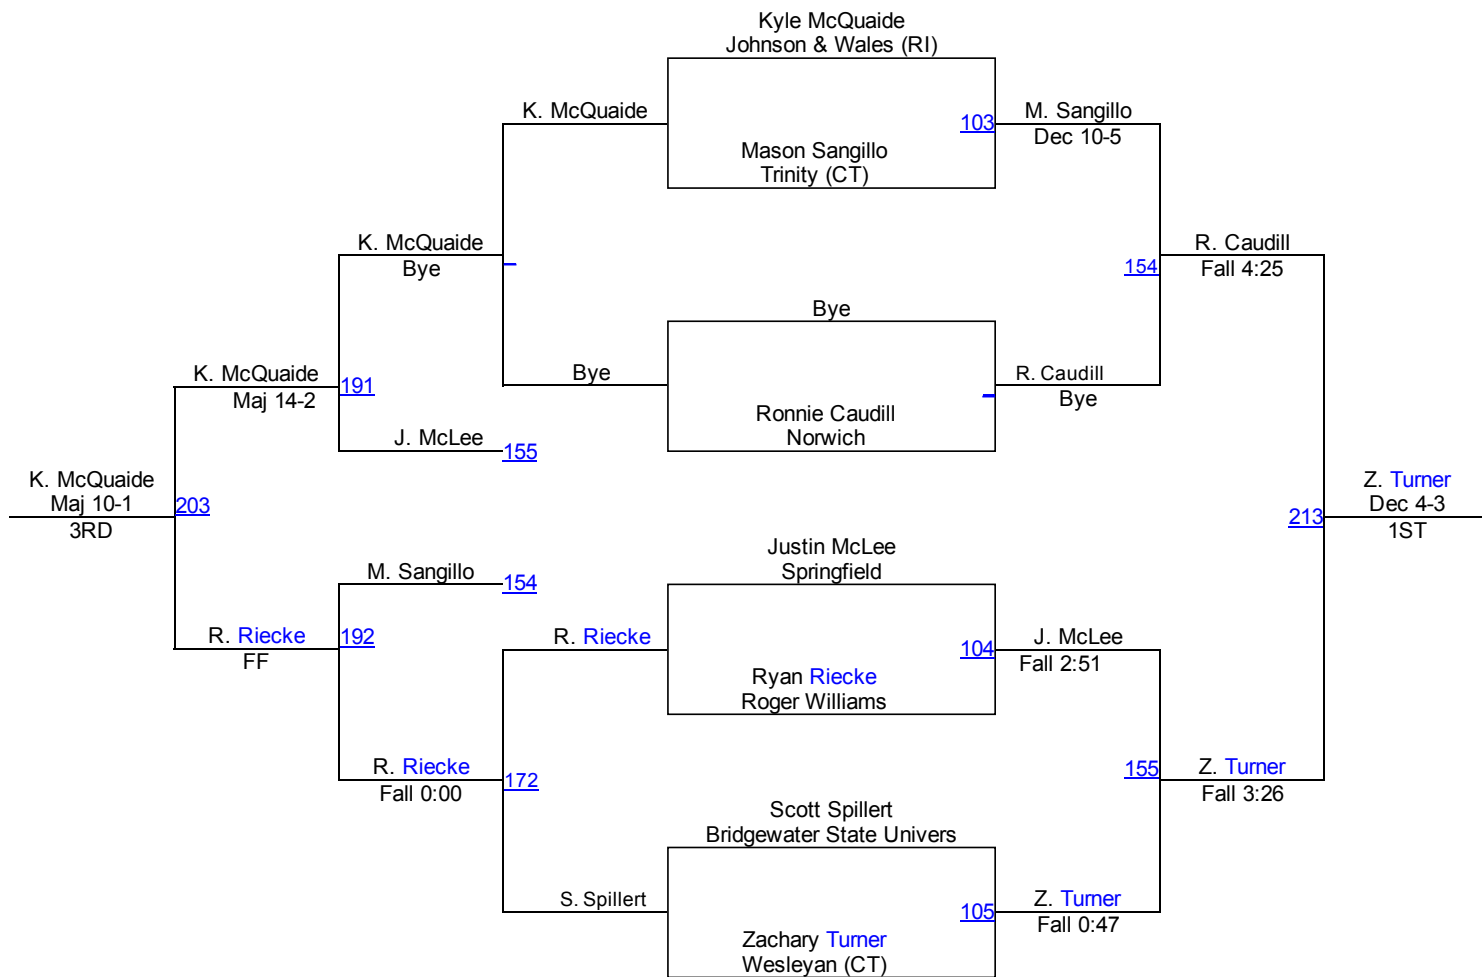 Kyle McQuaide
Johnson & Wales (RI)
K. McQuaide
103
M. Sangillo
Dec 10-5
Mason Sangillo
Trinity (CT)
K. McQuaide
Bye
154
R. Caudill
Fall 4:25
Bye
K. McQuaide
Maj 14-2
191
Bye
R. Caudill
Bye
Ronnie Caudill
Norwich
J. McLee
155
K. McQuaide
Maj 10-1
3RD
203
213
Z. Turner
Dec 4-3
1ST
Justin McLee
Springfield
M. Sangillo
154
R. Riecke
FF
192
R. Riecke
104
J. McLee
Fall 2:51
Ryan Riecke
Roger Williams
R. Riecke
Fall 0:00
172
155
Z. Turner
Fall 3:26
Scott Spillert
Bridgewater State Univers
S. Spillert
105
Z. Turner
Fall 0:47
Zachary Turner
Wesleyan (CT)